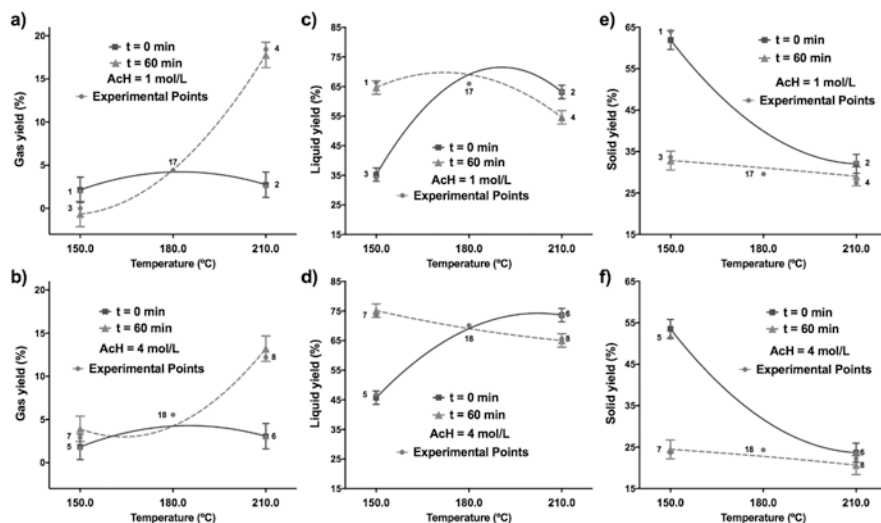 a)
20
15
10
5
0
Gas yield (%)
t = 0 min
t = 60 min
AcH = 1 mol/L
Experimental Points
1
3
17
4
2
150.0 180.0 210.0
Temperature (ºC)
c)
85
75
65
55
45
35
25
15
Liquid yield (%)
1
3
17
2
4
t = 0 min
t = 60 min
AcH = 1 mol/L
Experimental Points
150.0 180.0 210.0
Temperature (ºC)
e)
65
55
45
35
25
15
Solid yield (%)
t = 0 min
t = 60 min
AcH = 1 mol/L
Experimental Points
1
3
17
2
4
150.0 180.0 210.0
Temperature (ºC)
b)
20
15
10
5
0
Gas yield (%)
t = 0 min
t = 60 min
AcH = 4 mol/L
Experimental Points
7
5
18
8
6
150.0 180.0 210.0
Temperature (ºC)
d)
85
75
65
55
45
35
25
15
Liquid yield (%)
7
5
18
6
8
t = 0 min
t = 60 min
AcH = 4 mol/L
Experimental Points
150.0 180.0 210.0
Temperature (ºC)
f)
65
55
45
35
25
15
Solid yield (%)
t = 0 min
t = 60 min
AcH = 4 mol/L
Experimental Points
5
7
18
6
8
150.0 180.0 210.0
Temperature (ºC)